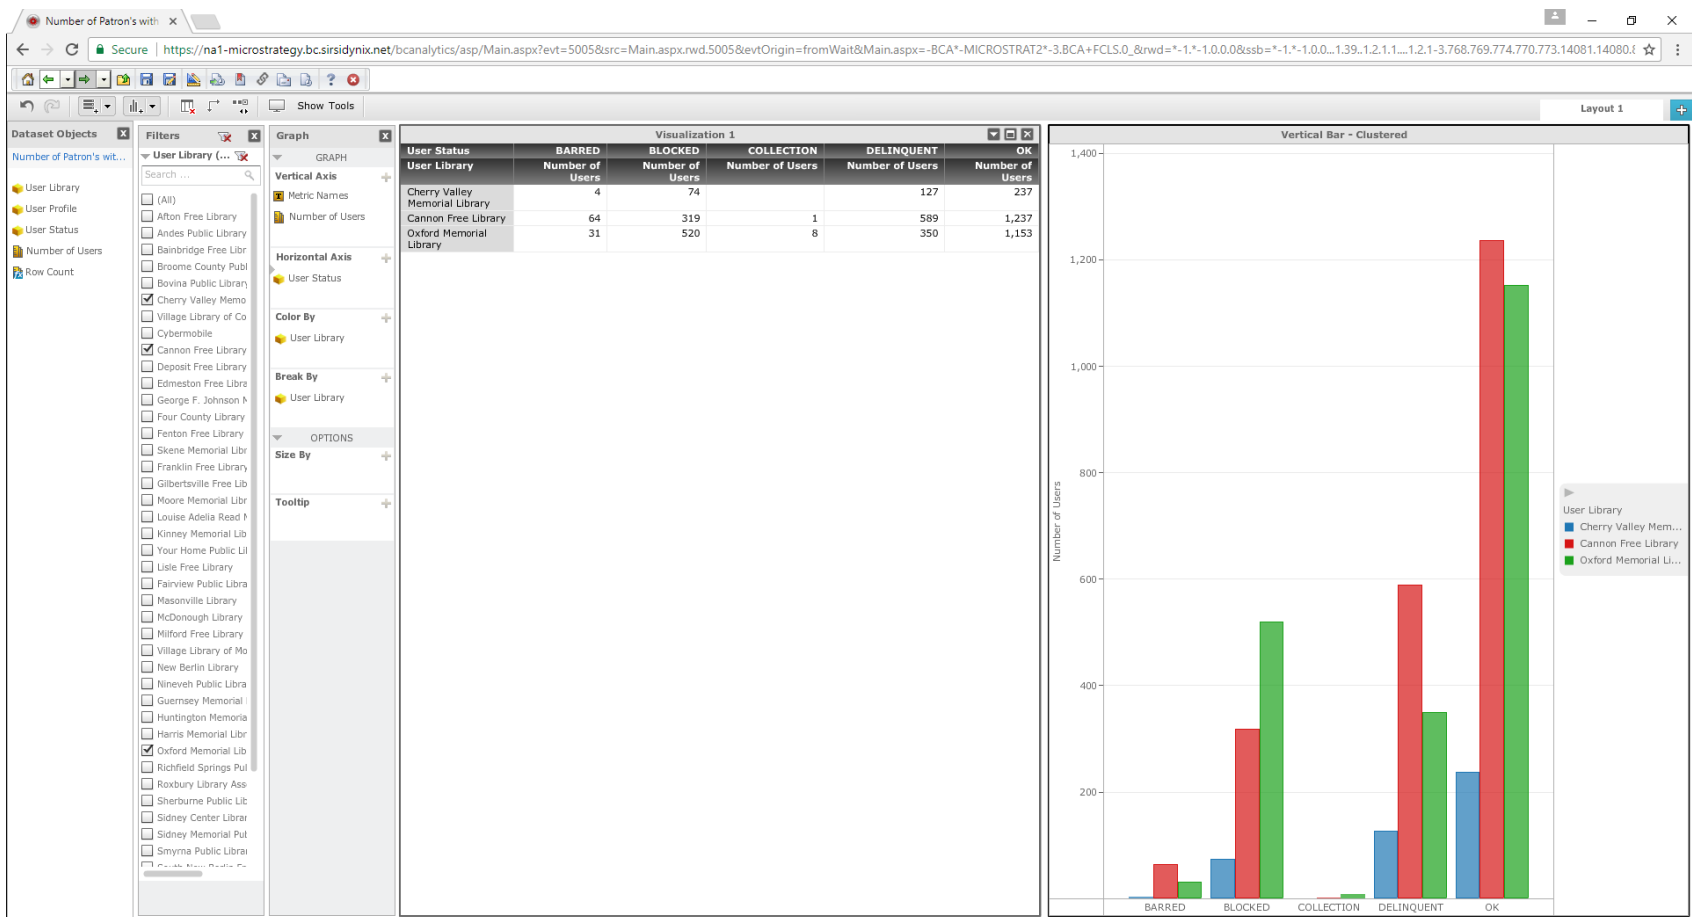 Number of Patron's with
Secure | https://na1-microstrategy.bc.sirsidynix.net/bcanalytics/asp/Main.aspx?evt=5005&src=Main.aspx.rwd.5005&evtOrigin=fromWait&Main.aspx=-BCA*-MICROSTRAT2*-3.BCA+FCLS.0_&rwd=*-1.*-1.0.0.0&ssb=*-1.*-1.0.0...1.39..1.2.1.1....1.2.1-3.768.769.774.770.773.14081.14080.8
Show Tools
Layout 1
Dataset Objects
Number of Patron's wit...
User Library
User Profile
User Status
Number of Users
Row Count
Filters
User Library (...
Search ...
(All)
Afton Free Library
Andes Public Library
Bainbridge Free Libr
Broome County Publ
Bovina Public Library
Cherry Valley Memo
Village Library of Co
Cybermobile
Cannon Free Library
Deposit Free Library
Edmeston Free Libra
George F. Johnson M
Four County Library
Fenton Free Library
Skene Memorial Libr
Franklin Free Library
Gilbertsville Free Lib
Moore Memorial Libr
Louise Adelia Read M
Kinney Memorial Lib
Your Home Public Lil
Lisle Free Library
Fairview Public Libra
Masonville Library
McDonough Library
Milford Free Library
Village Library of Mo
New Berlin Library
Nineveh Public Libra
Guernsey Memorial
Huntington Memoria
Harris Memorial Libr
Oxford Memorial Lib
Richfield Springs Pul
Roxbury Library Ass
Sherburne Public Lib
Sidney Center Librar
Sidney Memorial Put
Smyrna Public Librai
Graph
GRAPH
Vertical Axis
Metric Names
Number of Users
Horizontal Axis
User Status
Color By
User Library
Break By
User Library
OPTIONS
Size By
Tooltip
Visualization 1
User Status BARRED BLOCKED COLLECTION DELINQUENT OK
User Library Number of Users Number of Users Number of Users Number of Users Number of Users
Cherry Valley Memorial Library 4 74 127 237
Cannon Free Library 64 319 1 589 1,237
Oxford Memorial Library 31 520 8 350 1,153
Vertical Bar - Clustered
1,400
1,200
1,000
800
600
400
200
Number of Users
BARRED BLOCKED COLLECTION DELINQUENT OK
User Library
Cherry Valley Mem...
Cannon Free Library
Oxford Memorial Li...